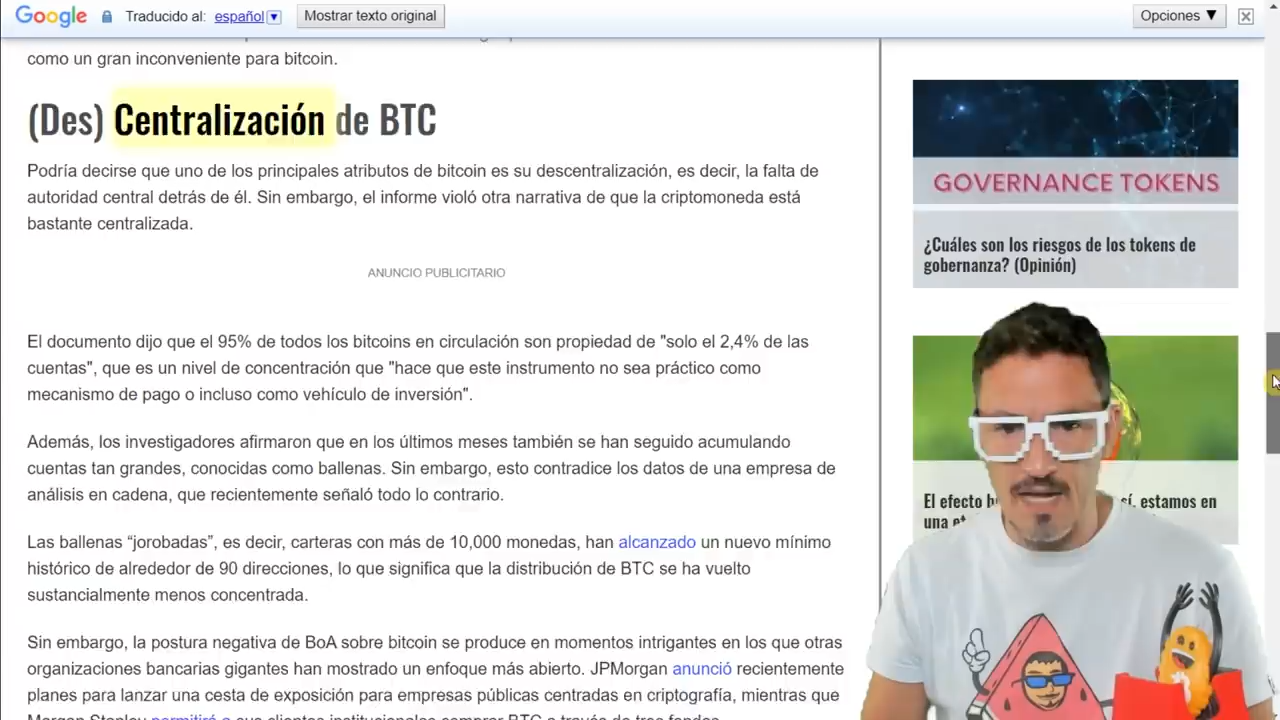 Google Traducido al: español Mostrar texto original Opciones ▼
como un gran inconveniente para bitcoin.
(Des) Centralización de BTC
Podría decirse que uno de los principales atributos de bitcoin es su descentralización, es decir, la falta de
autoridad central detrás de él. Sin embargo, el informe violó otra narrativa de que la criptomoneda está
bastante centralizada.
ANUNCIO PUBLICITARIO
El documento dijo que el 95% de todos los bitcoins en circulación son propiedad de "solo el 2,4% de las
cuentas", que es un nivel de concentración que "hace que este instrumento no sea práctico como
mecanismo de pago o incluso como vehículo de inversión".
Además, los investigadores afirmaron que en los últimos meses también se han seguido acumulando
cuentas tan grandes, conocidas como ballenas. Sin embargo, esto contradice los datos de una empresa de
análisis en cadena, que recientemente señaló todo lo contrario.
Las ballenas “jorobadas”, es decir, carteras con más de 10,000 monedas, han alcanzado un nuevo mínimo
histórico de alrededor de 90 direcciones, lo que significa que la distribución de BTC se ha vuelto
sustancialmente menos concentrada.
Sin embargo, la postura negativa de BoA sobre bitcoin se produce en momentos intrigantes en los que otras
organizaciones bancarias gigantes han mostrado un enfoque más abierto. JPMorgan anunció recientemente
planes para lanzar una cesta de exposición para empresas públicas centradas en criptografía, mientras que
Morgan Stanley permitirá a sus clientes institucionales comprar BTC a través de tres fondos.
GOVERNANCE TOKENS
¿Cuáles son los riesgos de los tokens de
gobernanza? (Opinión)
El efecto sí, estamos en
una